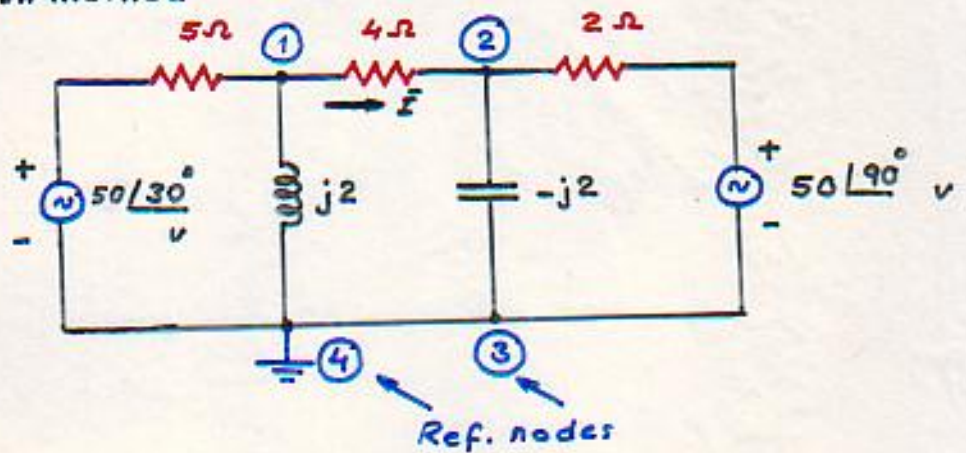 5Ω ① 4Ω ② 2Ω
Ī
+ 50∠30° v -
j2
-j2
+ 50∠90° v -
④ ③
Ref. nodes